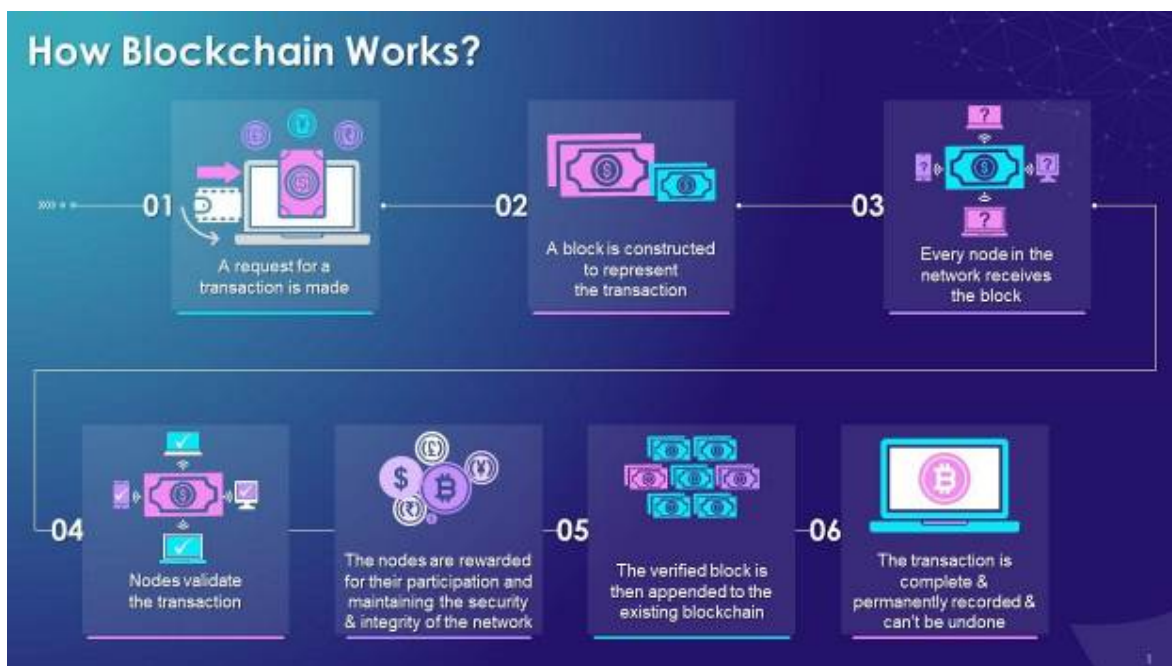 How Blockchain Works?
01
A request for a
transaction is made
02
A block is constructed
to represent
the transaction
03
Every node in the
network receives
the block
04
Nodes validate
the transaction
The nodes are rewarded
for their participation and
maintaining the security
& integrity of the network
05
The verified block is
then appended to the
existing blockchain
06
The transaction is
complete &
permanently recorded &
can't be undone
1